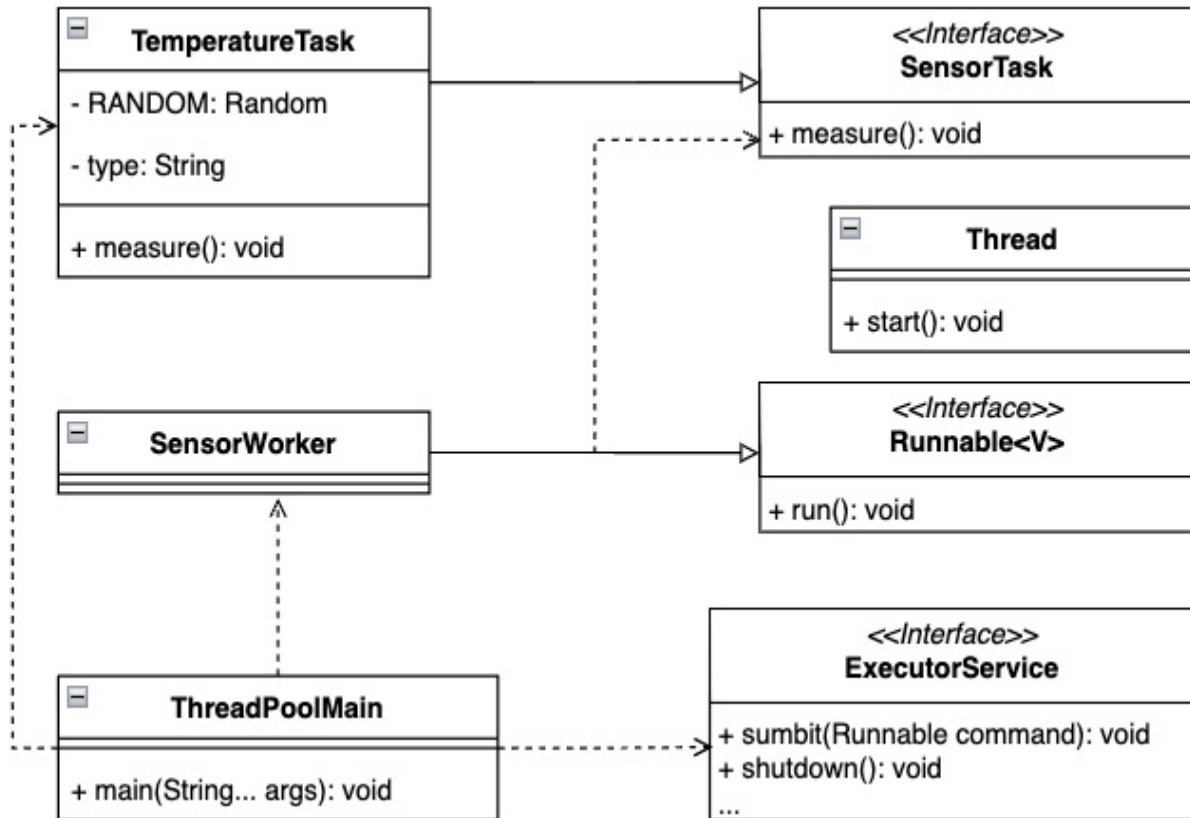 TemperatureTask
- RANDOM: Random
- type: String
+ measure(): void
<<Interface>>
SensorTask
+ measure(): void
Thread
+ start(): void
SensorWorker
<<Interface>>
Runnable<V>
+ run(): void
ThreadPoolMain
+ main(String... args): void
<<Interface>>
ExecutorService
+ sumbit(Runnable command): void
+ shutdown(): void
...